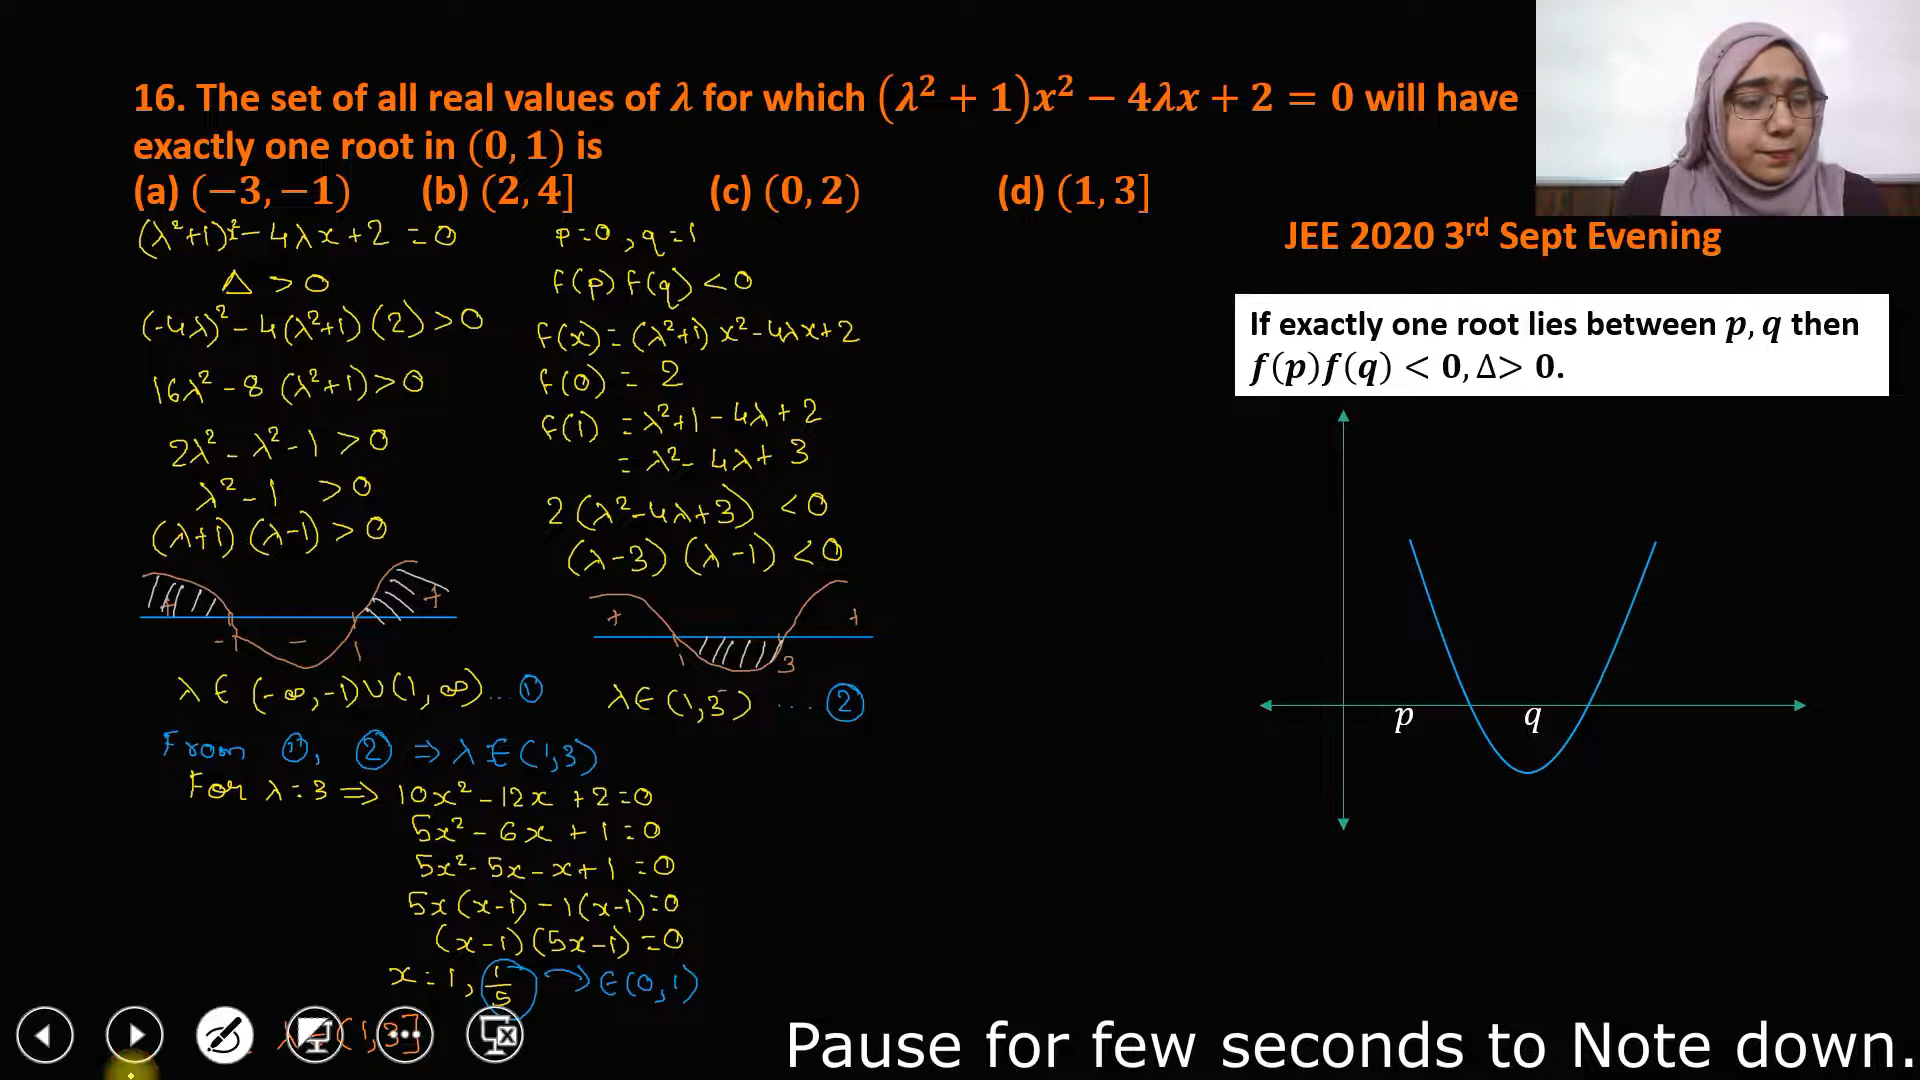 16. The set of all real values of λ for which (λ² + 1)x² − 4λx + 2 = 0 will have
exactly one root in (0, 1) is
(a) (−3, −1) (b) (2, 4] (c) (0, 2) (d) (1, 3]
JEE 2020 3rd Sept Evening
If exactly one root lies between p, q then
f(p)f(q) < 0, Δ> 0.
p q
(λ²+1)x² - 4λx + 2 = 0
Δ > 0
(-4λ)² - 4(λ²+1)(2) > 0
16λ² - 8(λ²+1) > 0
2λ² - λ² - 1 > 0
λ² - 1 > 0
(λ+1)(λ-1) > 0
+ +
-1 - 1
λ ∈ (-∞,-1)∪(1,∞)...①
p=0, q=1
f(p) f(q) < 0
f(x) = (λ²+1)x² - 4λx + 2
f(0) = 2
f(1) = λ²+1 - 4λ + 2
= λ² - 4λ + 3
2(λ²-4λ+3) < 0
(λ-3)(λ-1) < 0
+ +
1 3
λ∈(1,3) .... ②
From ①, ② ⇒ λ ∈ (1,3)
For λ=3 ⇒ 10x² - 12x + 2 = 0
5x² - 6x + 1 = 0
5x² - 5x - x + 1 = 0
5x(x-1) - 1(x-1) = 0
(x-1)(5x-1) = 0
x = 1, 1/5 → ∈(0,1)
(1,3]
Pause for few seconds to Note down.